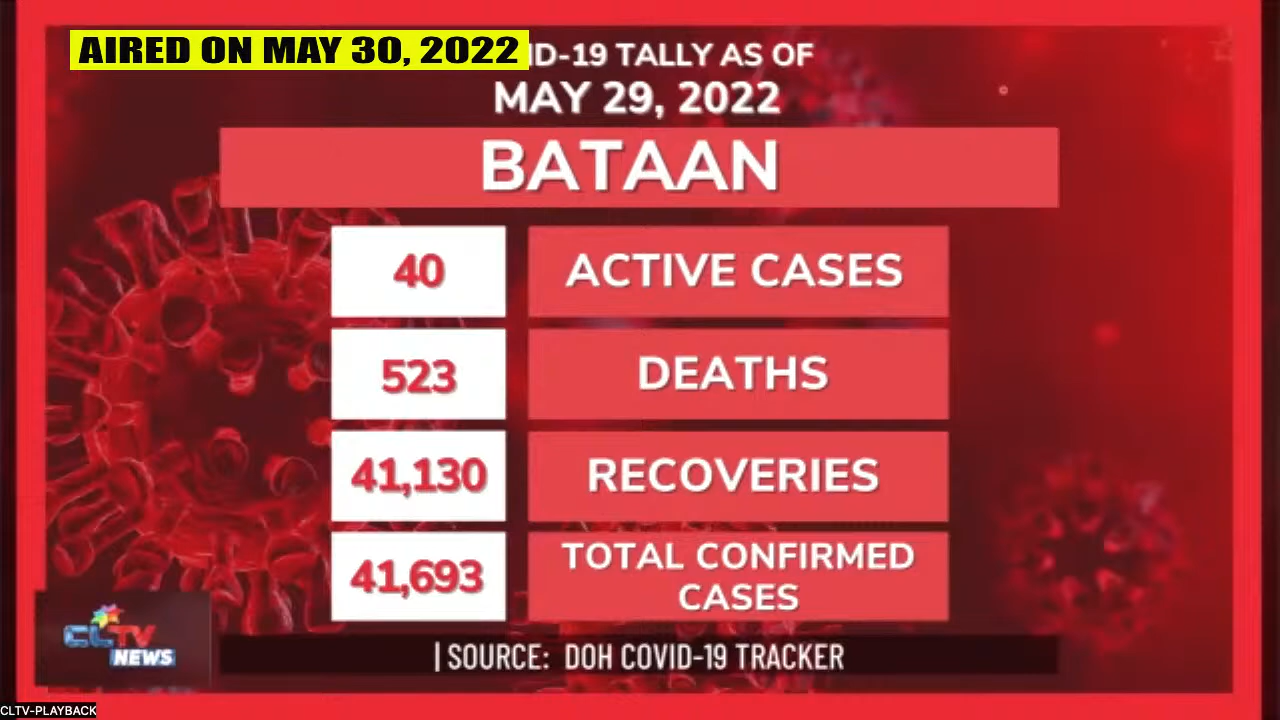 AIRED ON MAY 30, 2022
ID-19 TALLY AS OF
MAY 29, 2022
BATAAN
40 ACTIVE CASES
523 DEATHS
41,130 RECOVERIES
41,693 TOTAL CONFIRMED
CASES
CLTV
NEWS
| SOURCE: DOH COVID-19 TRACKER
CLTV-PLAYBACK